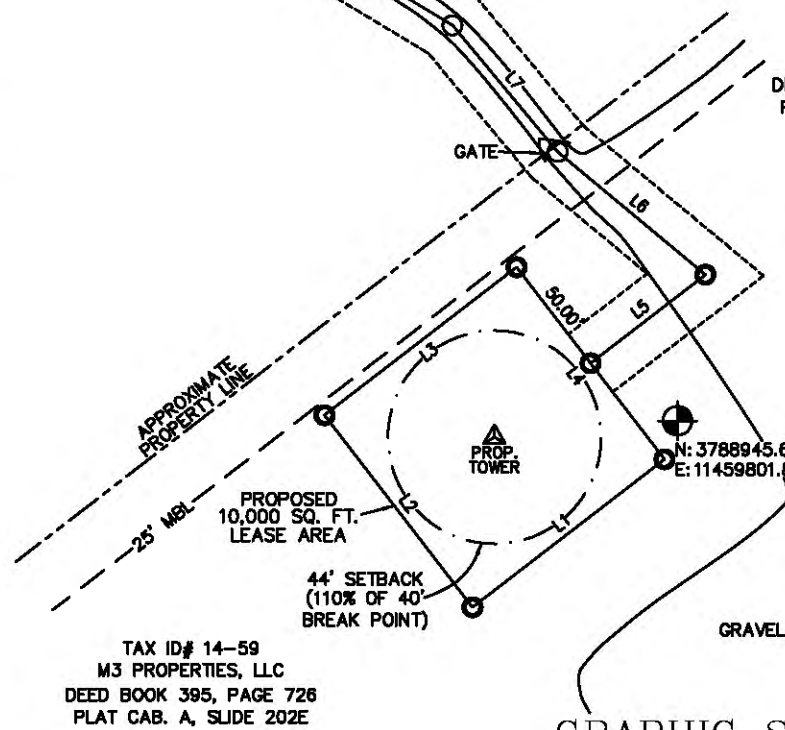 L7
DE
GATE
L6
50.00'
L5
L3
L4
APPROXIMATE
PROPERTY LINE
PROP.
TOWER
N: 3788945.6
E: 11459801.
25' MBL
L2
PROPOSED
10,000 SQ. FT.
LEASE AREA
L1
44' SETBACK
(110% OF 40'
BREAK POINT)
GRAVEL
TAX ID# 14-59
M3 PROPERTIES, LLC
DEED BOOK 395, PAGE 726
PLAT CAB. A, SLIDE 202E